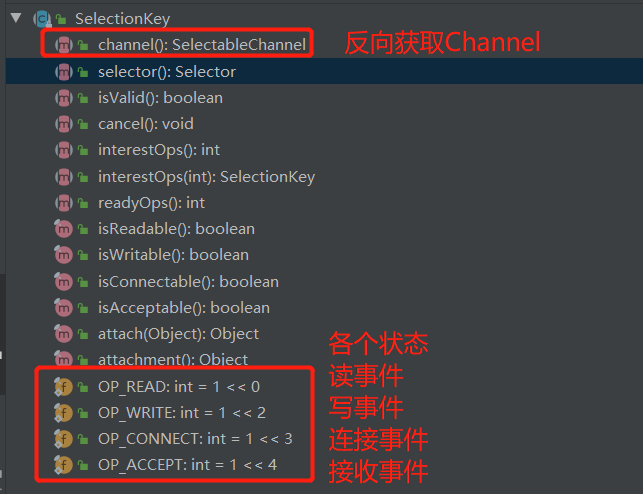 SelectionKey
channel(): SelectableChannel 反向获取Channel
selector(): Selector
isValid(): boolean
cancel(): void
interestOps(): int
interestOps(int): SelectionKey
readyOps(): int
isReadable(): boolean
isWritable(): boolean
isConnectable(): boolean
isAcceptable(): boolean
attach(Object): Object
各个状态
attachment(): Object
OP_READ: int = 1 << 0 读事件
OP_WRITE: int = 1 << 2 写事件
OP_CONNECT: int = 1 << 3 连接事件
OP_ACCEPT: int = 1 << 4 接收事件